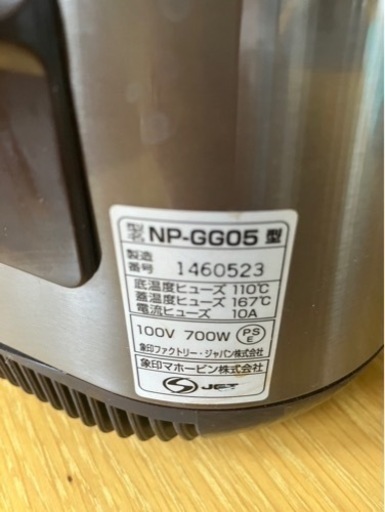 型式 NP-GG05 型
製造番号 1460523
底温度ヒューズ 110℃
蓋温度ヒューズ 167℃
電流ヒューズ 10A
100V 700W PSE
象印ファクトリー・ジャパン株式会社
象印マホービン株式会社
S JET